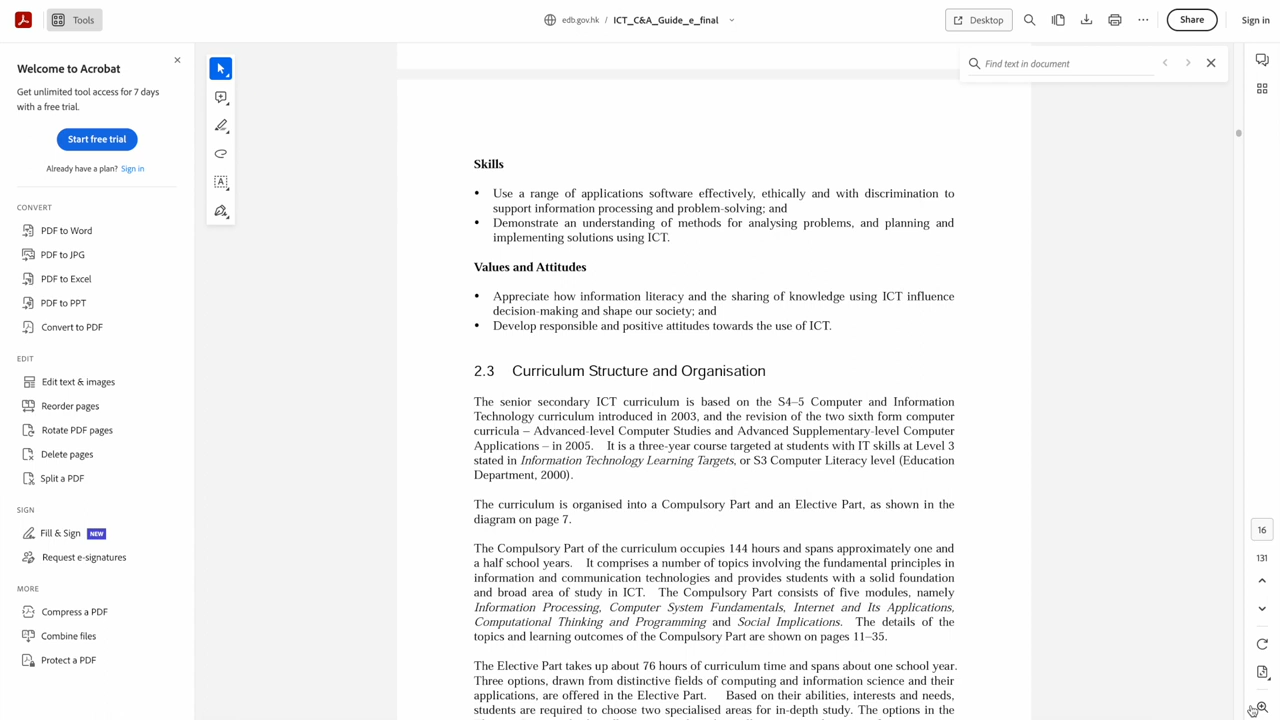 Tools
edb.gov.hk / ICT_C&A_Guide_e_final
Desktop
Share
Sign in
Welcome to Acrobat
Get unlimited tool access for 7 days
with a free trial.
Start free trial
Already have a plan? Sign in
CONVERT
PDF to Word
PDF to JPG
PDF to Excel
PDF to PPT
Convert to PDF
EDIT
Edit text & images
Reorder pages
Rotate PDF pages
Delete pages
Split a PDF
SIGN
Fill & Sign NEW
Request e-signatures
MORE
Compress a PDF
Combine files
Protect a PDF
Find text in document
Skills
• Use a range of applications software effectively, ethically and with discrimination to
support information processing and problem-solving; and
• Demonstrate an understanding of methods for analysing problems, and planning and
implementing solutions using ICT.
Values and Attitudes
• Appreciate how information literacy and the sharing of knowledge using ICT influence
decision-making and shape our society; and
• Develop responsible and positive attitudes towards the use of ICT.
2.3 Curriculum Structure and Organisation
The senior secondary ICT curriculum is based on the S4–5 Computer and Information
Technology curriculum introduced in 2003, and the revision of the two sixth form computer
curricula – Advanced-level Computer Studies and Advanced Supplementary-level Computer
Applications – in 2005. It is a three-year course targeted at students with IT skills at Level 3
stated in Information Technology Learning Targets, or S3 Computer Literacy level (Education
Department, 2000).
The curriculum is organised into a Compulsory Part and an Elective Part, as shown in the
diagram on page 7.
The Compulsory Part of the curriculum occupies 144 hours and spans approximately one and
a half school years. It comprises a number of topics involving the fundamental principles in
information and communication technologies and provides students with a solid foundation
and broad area of study in ICT. The Compulsory Part consists of five modules, namely
Information Processing, Computer System Fundamentals, Internet and Its Applications,
Computational Thinking and Programming and Social Implications. The details of the
topics and learning outcomes of the Compulsory Part are shown on pages 11–35.
The Elective Part takes up about 76 hours of curriculum time and spans about one school year.
Three options, drawn from distinctive fields of computing and information science and their
applications, are offered in the Elective Part. Based on their abilities, interests and needs,
students are required to choose two specialised areas for in-depth study. The options in the
16
131